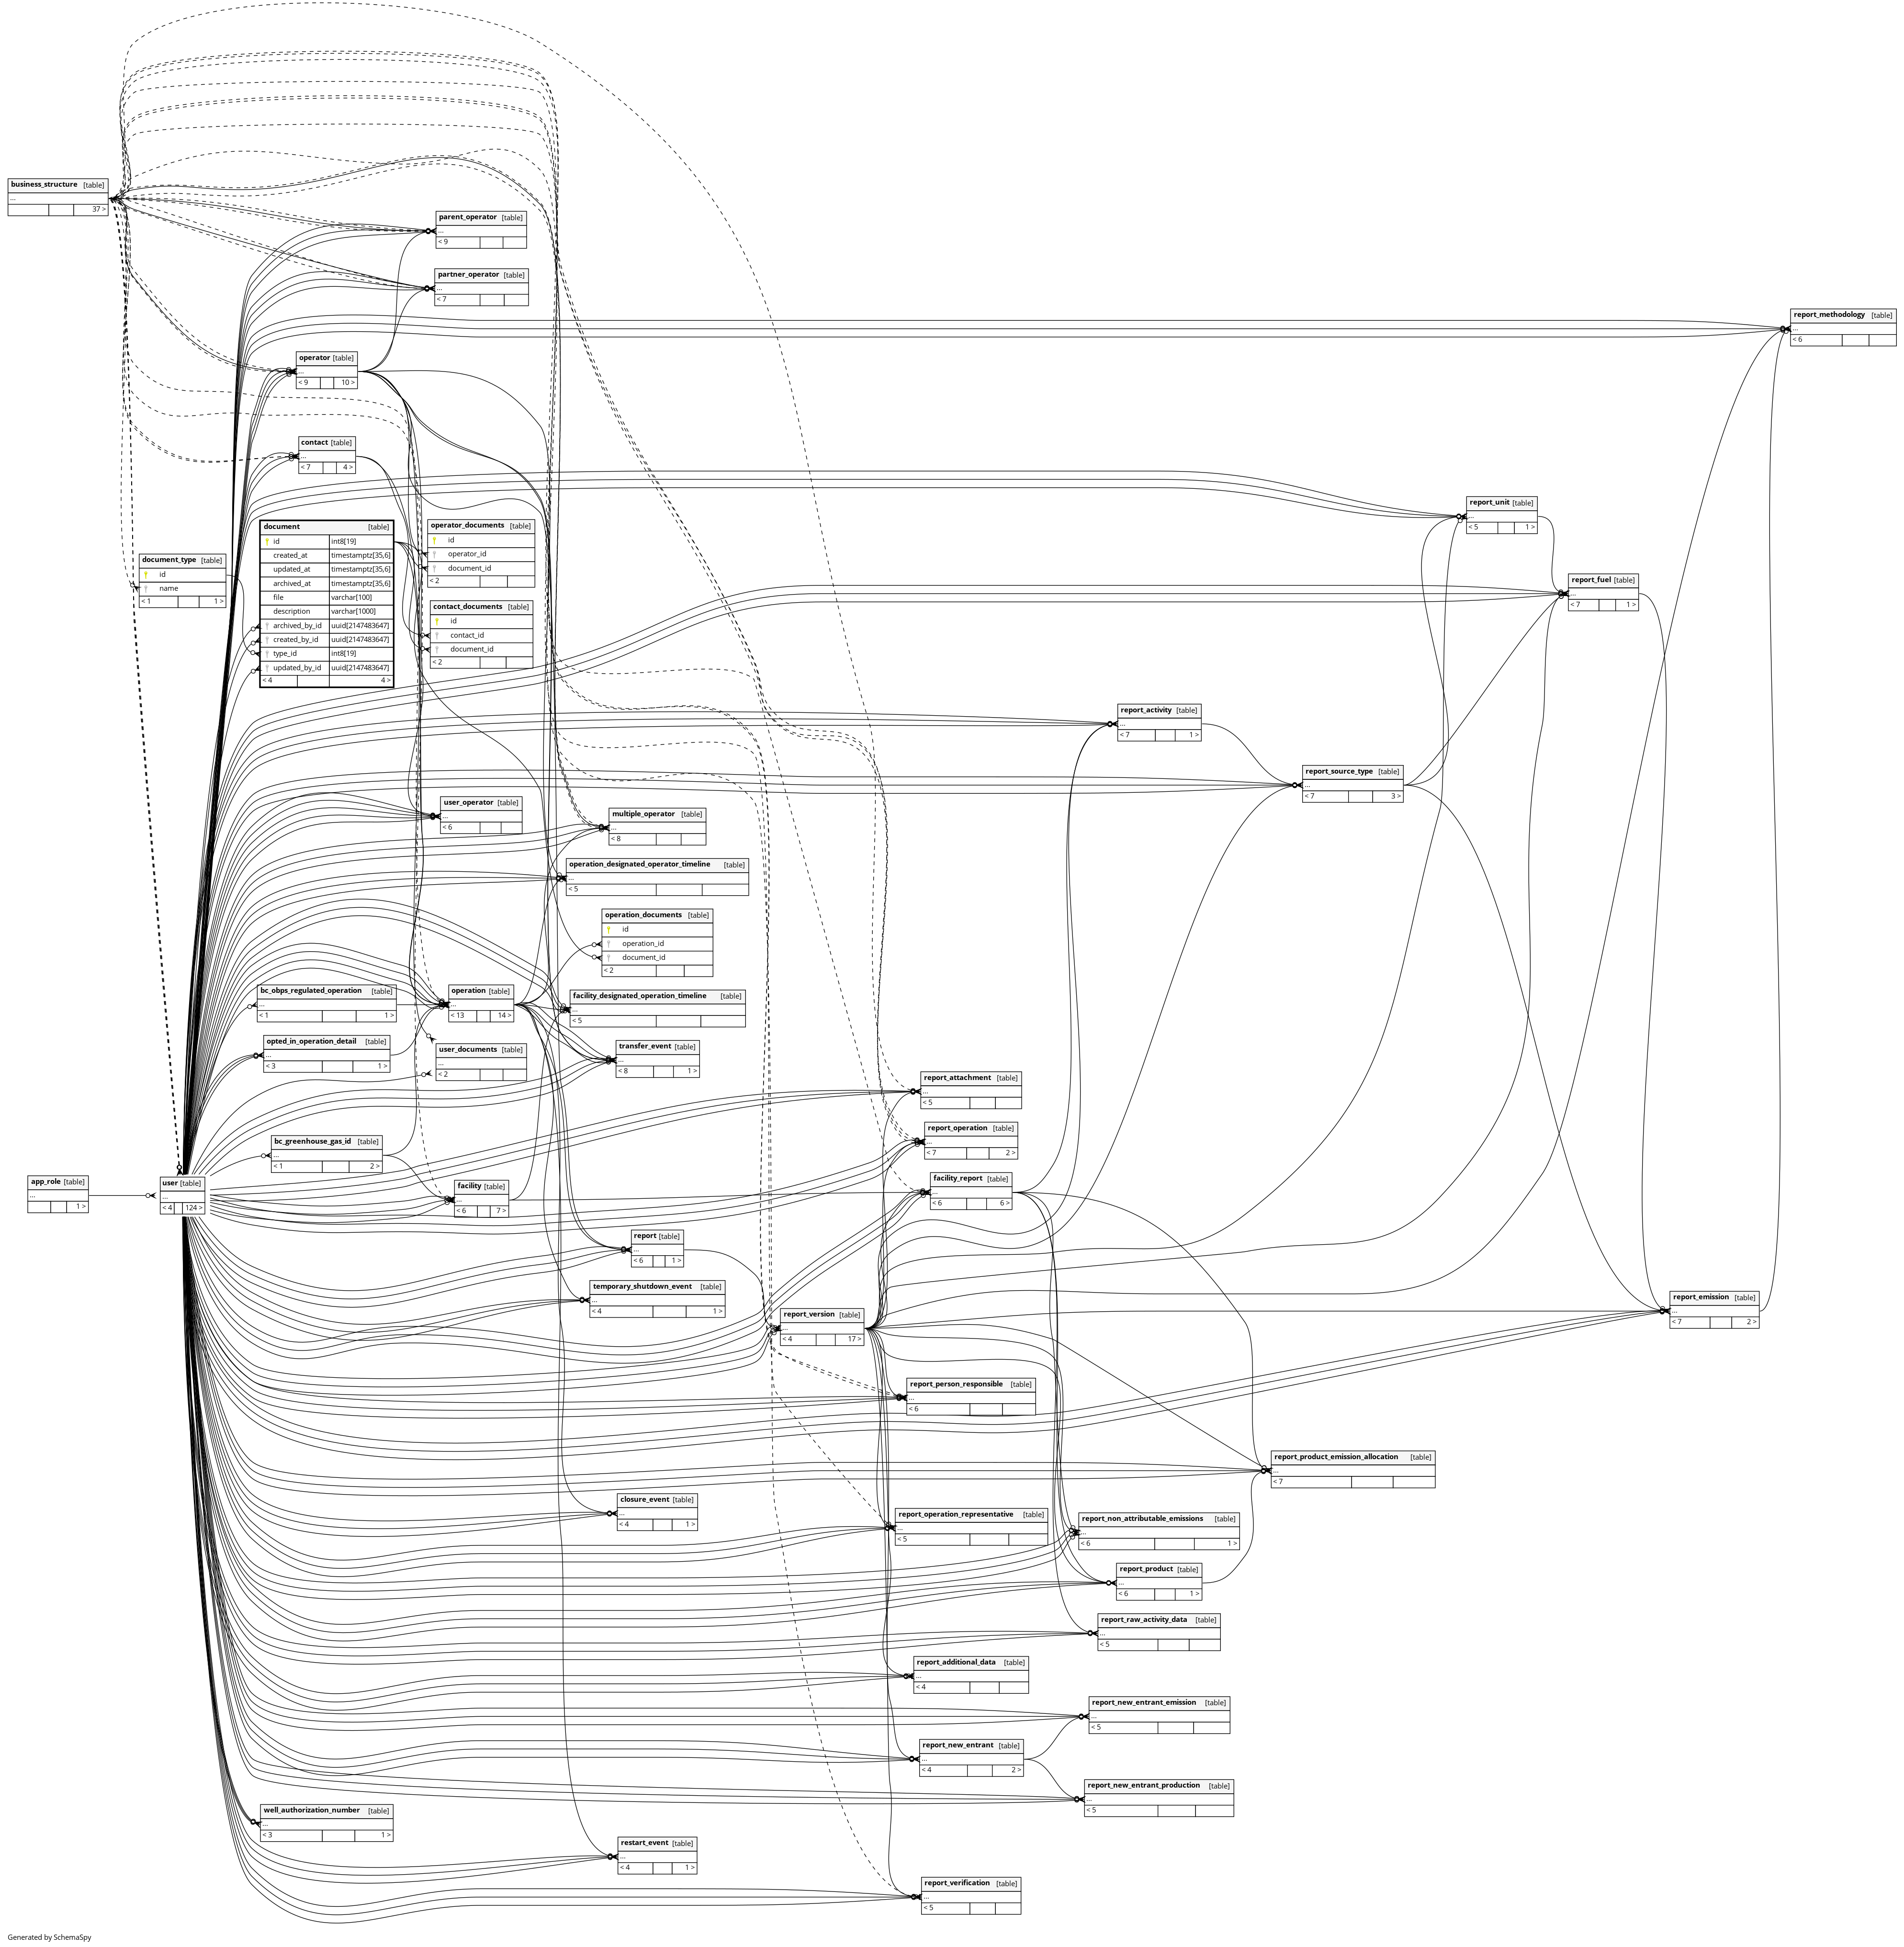 business_structure [table]
...
37 >
parent_operator [table]
...
< 9
partner_operator [table]
...
< 7
report_methodology [table]
...
< 6
operator [table]
...
< 9 10 >
contact [table]
...
< 7 4 >
report_unit [table]
...
< 5 1 >
document [table]
id int8[19]
created_at timestamptz[35,6]
updated_at timestamptz[35,6]
archived_at timestamptz[35,6]
file varchar[100]
description varchar[1000]
archived_by_id uuid[2147483647]
created_by_id uuid[2147483647]
type_id int8[19]
updated_by_id uuid[2147483647]
< 4 4 >
operator_documents [table]
id
operator_id
document_id
< 2
document_type [table]
id
name
< 1 1 >
report_fuel [table]
...
< 7 1 >
contact_documents [table]
id
contact_id
document_id
< 2
report_activity [table]
...
< 7 1 >
report_source_type [table]
...
< 7 3 >
user_operator [table]
...
< 6
multiple_operator [table]
...
< 8
operation_designated_operator_timeline [table]
...
< 5
operation_documents [table]
id
operation_id
document_id
< 2
bc_obps_regulated_operation [table]
...
< 1 1 >
operation [table]
...
< 13 14 >
facility_designated_operation_timeline [table]
...
< 5
opted_in_operation_detail [table]
...
< 3 1 >
user_documents [table]
...
< 2
transfer_event [table]
...
< 8 1 >
report_attachment [table]
...
< 5
report_operation [table]
...
< 7 2 >
bc_greenhouse_gas_id [table]
...
< 1 2 >
app_role [table]
...
1 >
user [table]
...
< 4 124 >
facility [table]
...
< 6 7 >
facility_report [table]
...
< 6 6 >
report [table]
...
< 6 1 >
temporary_shutdown_event [table]
...
< 4 1 >
report_version [table]
...
< 4 17 >
report_emission [table]
...
< 7 2 >
report_person_responsible [table]
...
< 6
report_product_emission_allocation [table]
...
< 7
closure_event [table]
...
< 4 1 >
report_operation_representative [table]
...
< 5
report_non_attributable_emissions [table]
...
< 6 1 >
report_product [table]
...
< 6 1 >
report_raw_activity_data [table]
...
< 5
report_additional_data [table]
...
< 4
report_new_entrant_emission [table]
...
< 5
report_new_entrant [table]
...
< 4 2 >
report_new_entrant_production [table]
...
< 5
well_authorization_number [table]
...
< 3 1 >
restart_event [table]
...
< 4 1 >
report_verification [table]
...
< 5
Generated by SchemaSpy